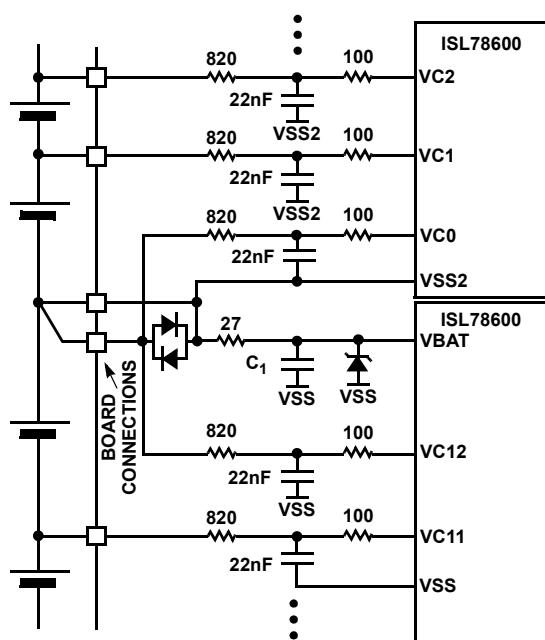 ISL78600
820
100
VC2
22nF
VSS2
820
100
VC1
22nF
VSS2
820
100
VC0
22nF
VSS2
ISL78600
27
VBAT
C1
VSS
VSS
BOARD
CONNECTIONS
820
100
VC12
22nF
VSS
820
100
VC11
22nF
VSS